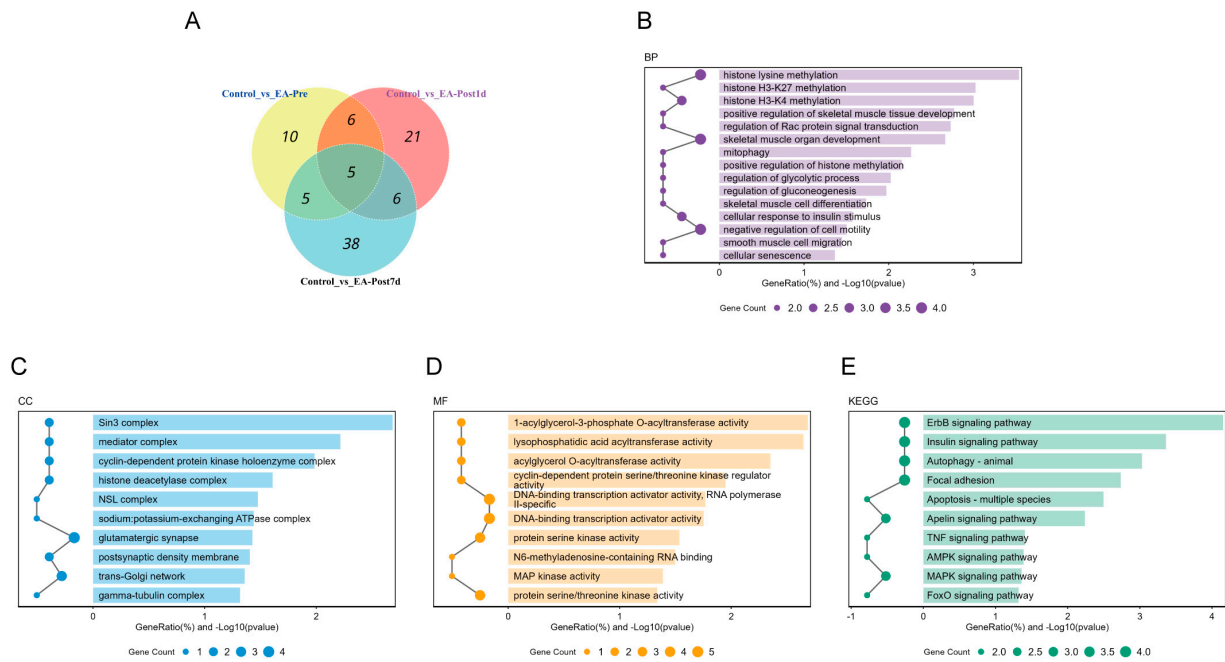 A
Control_vs_EA-Pre
Control_vs_EA-Post1d
10
6
21
5
5
6
38
Control_vs_EA-Post7d
B
BP
histone lysine methylation
histone H3-K27 methylation
histone H3-K4 methylation
positive regulation of skeletal muscle tissue development
regulation of Rac protein signal transduction
skeletal muscle organ development
mitophagy
positive regulation of histone methylation
regulation of glycolytic process
regulation of gluconeogenesis
skeletal muscle cell differentiation
cellular response to insulin stimulus
negative regulation of cell motility
smooth muscle cell migration
cellular senescence
0 1 2 3
GeneRatio(%) and -Log10(pvalue)
Gene Count 2.0 2.5 3.0 3.5 4.0
C
CC
Sin3 complex
mediator complex
cyclin-dependent protein kinase holoenzyme complex
histone deacetylase complex
NSL complex
sodium:potassium-exchanging ATPase complex
glutamatergic synapse
postsynaptic density membrane
trans-Golgi network
gamma-tubulin complex
0 1 2
GeneRatio(%) and -Log10(pvalue)
Gene Count 1 2 3 4
D
MF
1-acylglycerol-3-phosphate O-acyltransferase activity
lysophosphatidic acid acyltransferase activity
acylglycerol O-acyltransferase activity
cyclin-dependent protein serine/threonine kinase regulator
activity
DNA-binding transcription activator activity, RNA polymerase
II-specific
DNA-binding transcription activator activity
protein serine kinase activity
N6-methyladenosine-containing RNA binding
MAP kinase activity
protein serine/threonine kinase activity
0 1 2
GeneRatio(%) and -Log10(pvalue)
Gene Count 1 2 3 4 5
E
KEGG
ErbB signaling pathway
Insulin signaling pathway
Autophagy - animal
Focal adhesion
Apoptosis - multiple species
Apelin signaling pathway
TNF signaling pathway
AMPK signaling pathway
MAPK signaling pathway
FoxO signaling pathway
-1 0 1 2 3 4
GeneRatio(%) and -Log10(pvalue)
Gene Count 2.0 2.5 3.0 3.5 4.0